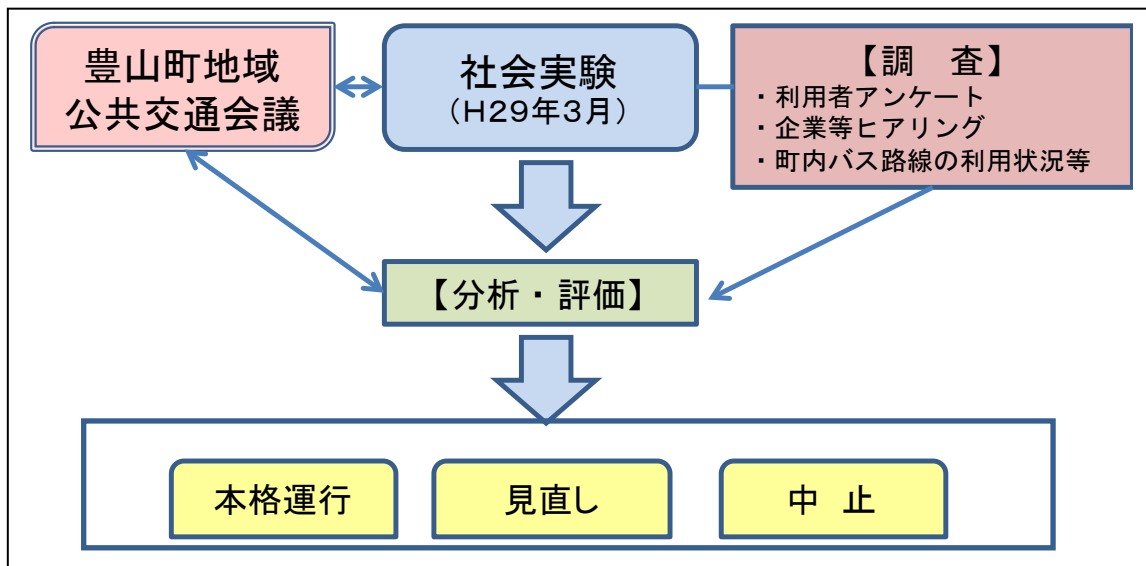 豊山町地域
公共交通会議
社会実験
（H29年3月）
【調　査】
・利用者アンケート
・企業等ヒアリング
・町内バス路線の利用状況等
【分析・評価】
本格運行
見直し
中 止